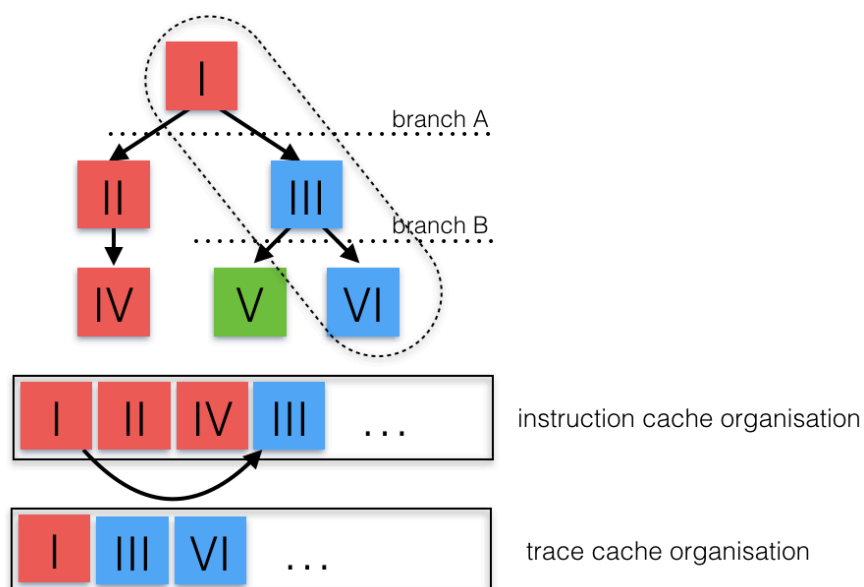 I
branch A
II III
branch B
IV V VI
I II IV III ...
instruction cache organisation
I III VI ...
trace cache organisation